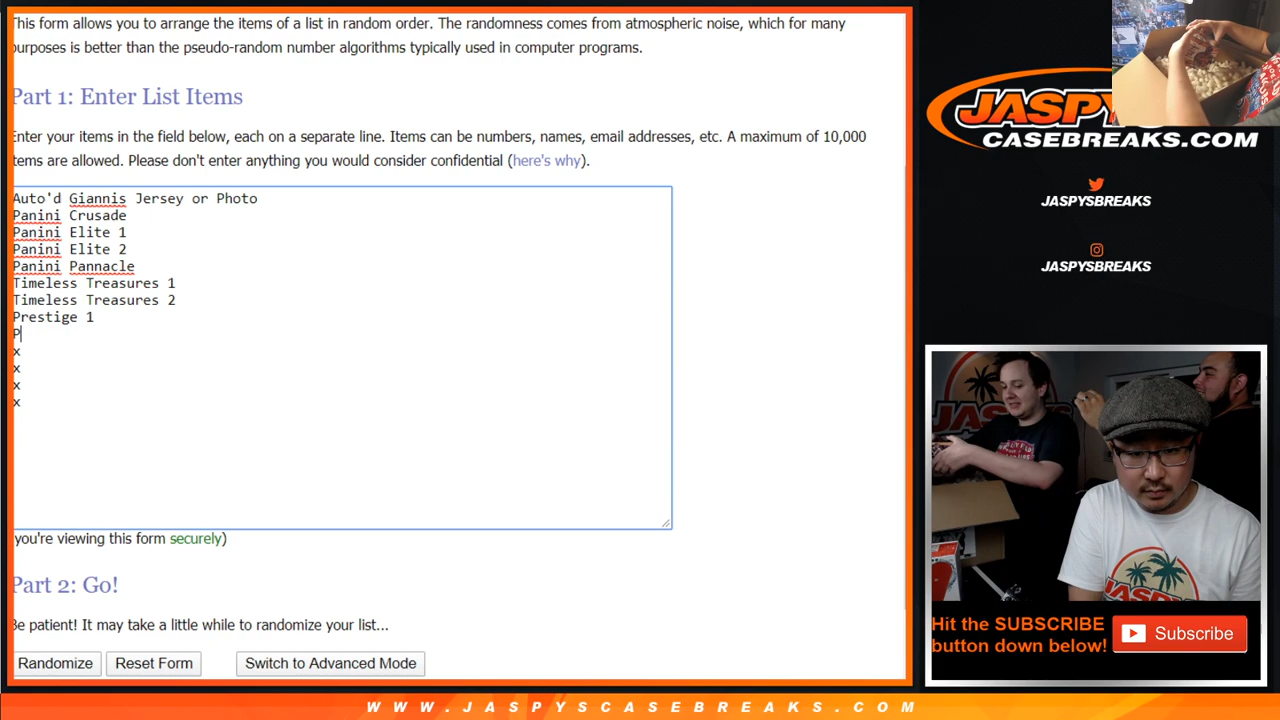 This form allows you to arrange the items of a list in random order. The randomness comes from atmospheric noise, which for many
purposes is better than the pseudo-random number algorithms typically used in computer programs.
Part 1: Enter List Items
Enter your items in the field below, each on a separate line. Items can be numbers, names, email addresses, etc. A maximum of 10,000
items are allowed. Please don't enter anything you would consider confidential (here's why).
Auto'd Giannis Jersey or Photo
Panini Crusade
Panini Elite 1
Panini Elite 2
Panini Pannacle
Timeless Treasures 1
Timeless Treasures 2
Prestige 1
P
x
x
x
x
(you're viewing this form securely)
Part 2: Go!
Be patient! It may take a little while to randomize your list...
Randomize Reset Form Switch to Advanced Mode
JASPY
CASEBREAKS.COM
JASPYSBREAKS
JASPYSBREAKS
JASPYS
Hit the SUBSCRIBE
button down below!
Subscribe
WWW.JASPYSCASEBREAKS.COM